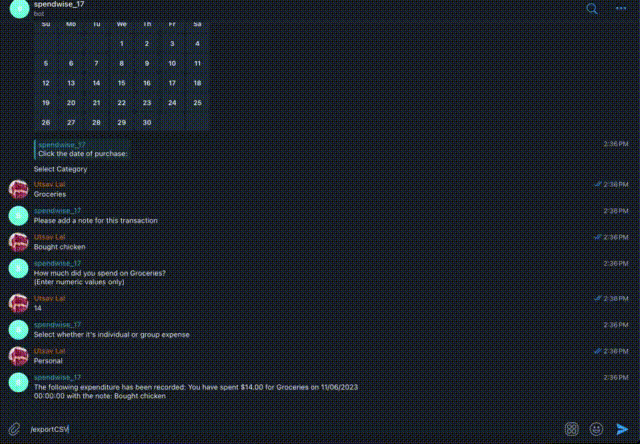 spendwise_17
bot
Su Mo Tu We Th Fr Sa
1 2 3 4
5 6 7 8 9 10 11
12 13 14 15 16 17 18
19 20 21 22 23 24 25
26 27 28 29 30
spendwise_17 2:36 PM
Click the date of purchase:
Select Category
Utsav Lal 2:36 PM
Groceries
spendwise_17 2:36 PM
Please add a note for this transaction
Utsav Lal 2:36 PM
Bought chicken
spendwise_17 2:36 PM
How much did you spend on Groceries?
(Enter numeric values only)
Utsav Lal 2:36 PM
14
spendwise_17 2:36 PM
Select whether it's individual or group expense
Utsav Lal 2:36 PM
Personal
spendwise_17 2:36 PM
The following expenditure has been recorded: You have spent $14.00 for Groceries on 11/06/2023
00:00:00 with the note: Bought chicken
/exportCSV